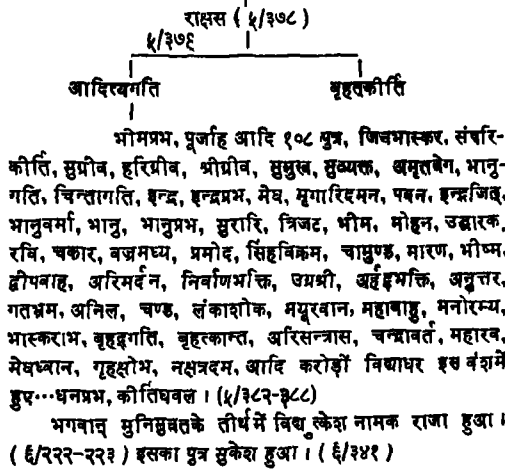 राक्षस ( ५/३७८ )
५/३७९
आदित्यगति बृहत्कीर्ति
भीमप्रभ, पूर्जाह आदि १०८ पुत्र, जिनभास्कर, संपरि-
कीर्ति, सुग्रीव, हरिग्रीव, श्रीग्रीव, सुमुख, सुव्यक्त, अमृतवेग, भानु-
गति, चिन्तागति, इन्द्र, इन्द्रप्रभ, मेघ, मृगारिदमन, पवन, इन्द्रजित्,
भानुवर्मा, भानु, भानुप्रभ, सुरारि, त्रिजट, भीम, मोहन, उद्धारक,
रवि, चकार, वज्रमध्य, प्रमोद, सिंहविक्रम, चामुण्ड, मारण, भीष्म,
द्वीपवाह, अरिमर्दन, निर्वाणभक्ति, उग्रश्री, अर्हद्भक्ति, अनुत्तर,
गतभ्रम, अनिल, चण्ड, लंकाशोक, मयूरवान, महाबाहु, मनोरम्य,
भास्कराभ, बृहद्गति, बृहत्कान्त, अरिसन्त्रास, चन्द्रावर्त, महारव,
मेघध्वान, गृहक्षोभ, नक्षत्रदम, आदि करोड़ों विद्याधर इस वंशमें
हुए···धनप्रभ, कीर्तिधवल । (५/३८२-३८८)
भगवान् मुनिसुव्रतके तीर्थमें विद्युत्केश नामक राजा हुआ ।
( ६/२२२-२२३ ) इसका पुत्र सुकेश हुआ । ( ६/३४१ )